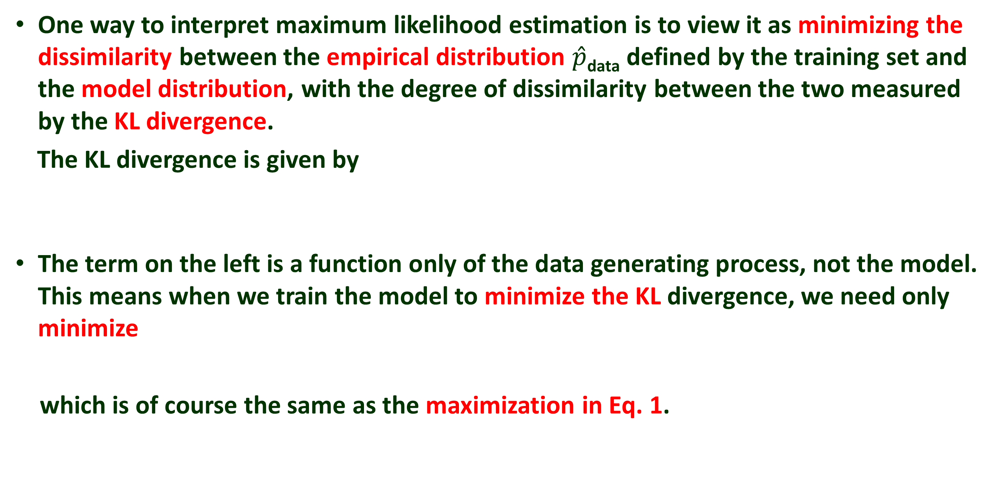 • One way to interpret maximum likelihood estimation is to view it as minimizing the
dissimilarity between the empirical distribution p̂data defined by the training set and
the model distribution, with the degree of dissimilarity between the two measured
by the KL divergence.
The KL divergence is given by
• The term on the left is a function only of the data generating process, not the model.
This means when we train the model to minimize the KL divergence, we need only
minimize
which is of course the same as the maximization in Eq. 1.